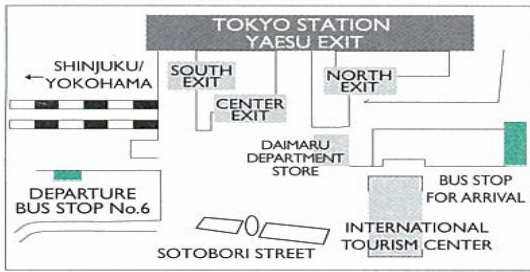 TOKYO STATION
YAESU EXIT
← SHINJUKU/
YOKOHAMA
SOUTH
EXIT
CENTER
EXIT
NORTH
EXIT
DAIMARU
DEPARTMENT
STORE
DEPARTURE
BUS STOP No.6
BUS STOP
FOR ARRIVAL
INTERNATIONAL
TOURISM CENTER
SOTOBORI STREET